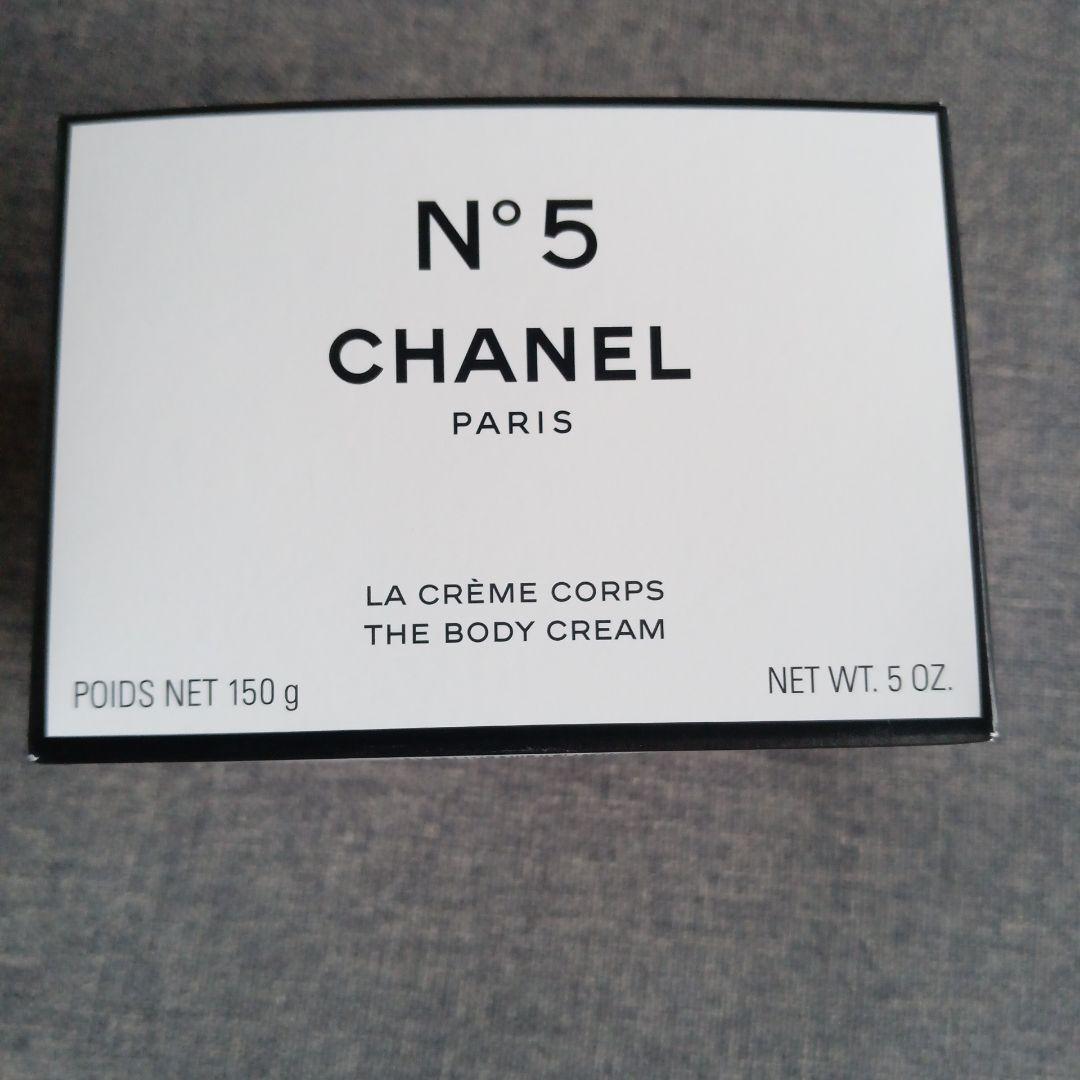 N° 5
CHANEL
PARIS
LA CRÈME CORPS
THE BODY CREAM
POIDS NET 150 g
NET WT. 5 OZ.